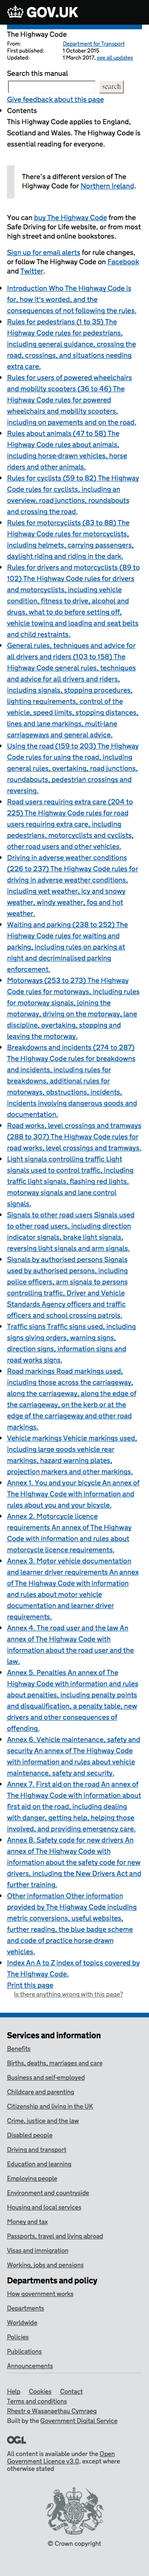 GOV.UK
The Highway Code
From: Department for Transport
First published: 1 October 2015
Updated: 1 March 2017, see all updates
Search this manual
search
Give feedback about this page
Contents
This Highway Code applies to England,
Scotland and Wales. The Highway Code is
essential reading for everyone.
There's a different version of The
Highway Code for Northern Ireland.
You can buy The Highway Code from the
Safe Driving for Life website, or from most
high street and online bookstores.
Sign up for email alerts for rule changes,
or follow The Highway Code on Facebook
and Twitter.
Introduction Who The Highway Code is
for, how it's worded, and the
consequences of not following the rules.
Rules for pedestrians (1 to 35) The
Highway Code rules for pedestrians,
including general guidance, crossing the
road, crossings, and situations needing
extra care.
Rules for users of powered wheelchairs
and mobility scooters (36 to 46) The
Highway Code rules for powered
wheelchairs and mobility scooters,
including on pavements and on the road.
Rules about animals (47 to 58) The
Highway Code rules about animals,
including horse-drawn vehicles, horse
riders and other animals.
Rules for cyclists (59 to 82) The Highway
Code rules for cyclists, including an
overview, road junctions, roundabouts
and crossing the road.
Rules for motorcyclists (83 to 88) The
Highway Code rules for motorcyclists,
including helmets, carrying passengers,
daylight riding and riding in the dark.
Rules for drivers and motorcyclists (89 to
102) The Highway Code rules for drivers
and motorcyclists, including vehicle
condition, fitness to drive, alcohol and
drugs, what to do before setting off,
vehicle towing and loading and seat belts
and child restraints.
General rules, techniques and advice for
all drivers and riders (103 to 158) The
Highway Code general rules, techniques
and advice for all drivers and riders,
including signals, stopping procedures,
lighting requirements, control of the
vehicle, speed limits, stopping distances,
lines and lane markings, multi-lane
carriageways and general advice.
Using the road (159 to 203) The Highway
Code rules for using the road, including
general rules, overtaking, road junctions,
roundabouts, pedestrian crossings and
reversing.
Road users requiring extra care (204 to
225) The Highway Code rules for road
users requiring extra care, including
pedestrians, motorcyclists and cyclists,
other road users and other vehicles.
Driving in adverse weather conditions
(226 to 237) The Highway Code rules for
driving in adverse weather conditions,
including wet weather, icy and snowy
weather, windy weather, fog and hot
weather.
Waiting and parking (238 to 252) The
Highway Code rules for waiting and
parking, including rules on parking at
night and decriminalised parking
enforcement.
Motorways (253 to 273) The Highway
Code rules for motorways, including rules
for motorway signals, joining the
motorway, driving on the motorway, lane
discipline, overtaking, stopping and
leaving the motorway.
Breakdowns and incidents (274 to 287)
The Highway Code rules for breakdowns
and incidents, including rules for
breakdowns, additional rules for
motorways, obstructions, incidents,
incidents involving dangerous goods and
documentation.
Road works, level crossings and tramways
(288 to 307) The Highway Code rules for
road works, level crossings and tramways.
Light signals controlling traffic Light
signals used to control traffic, including
traffic light signals, flashing red lights,
motorway signals and lane control
signals.
Signals to other road users Signals used
to other road users, including direction
indicator signals, brake light signals,
reversing light signals and arm signals.
Signals by authorised persons Signals
used by authorised persons, including
police officers, arm signals to persons
controlling traffic, Driver and Vehicle
Standards Agency officers and traffic
officers and school crossing patrols.
Traffic signs Traffic signs used, including
signs giving orders, warning signs,
direction signs, information signs and
road works signs.
Road markings Road markings used,
including those across the carriageway,
along the carriageway, along the edge of
the carriageway, on the kerb or at the
edge of the carriageway and other road
markings.
Vehicle markings Vehicle markings used,
including large goods vehicle rear
markings, hazard warning plates,
projection markers and other markings.
Annex 1. You and your bicycle An annex of
The Highway Code with information and
rules about you and your bicycle.
Annex 2. Motorcycle licence
requirements An annex of The Highway
Code with information and rules about
motorcycle licence requirements.
Annex 3. Motor vehicle documentation
and learner driver requirements An annex
of The Highway Code with information
and rules about motor vehicle
documentation and learner driver
requirements.
Annex 4. The road user and the law An
annex of The Highway Code with
information about the road user and the
law.
Annex 5. Penalties An annex of The
Highway Code with information and rules
about penalties, including penalty points
and disqualification, a penalty table, new
drivers and other consequences of
offending.
Annex 6. Vehicle maintenance, safety and
security An annex of The Highway Code
with information and rules about vehicle
maintenance, safety and security.
Annex 7. First aid on the road An annex of
The Highway Code with information about
first aid on the road, including dealing
with danger, getting help, helping those
involved, and providing emergency care.
Annex 8. Safety code for new drivers An
annex of The Highway Code with
information about the safety code for new
drivers, including the New Drivers Act and
further training.
Other information Other information
provided by The Highway Code including
metric conversions, useful websites,
further reading, the blue badge scheme
and code of practice horse-drawn
vehicles.
Index An A to Z index of topics covered by
The Highway Code.
Print this page
Is there anything wrong with this page?
Services and information
Benefits
Births, deaths, marriages and care
Business and self-employed
Childcare and parenting
Citizenship and living in the UK
Crime, justice and the law
Disabled people
Driving and transport
Education and learning
Employing people
Environment and countryside
Housing and local services
Money and tax
Passports, travel and living abroad
Visas and immigration
Working, jobs and pensions
Departments and policy
How government works
Departments
Worldwide
Policies
Publications
Announcements
Help Cookies Contact
Terms and conditions
Rhestr o Wasanaethau Cymraeg
Built by the Government Digital Service
OGL
All content is available under the Open
Government Licence v3.0, except where
otherwise stated
© Crown copyright